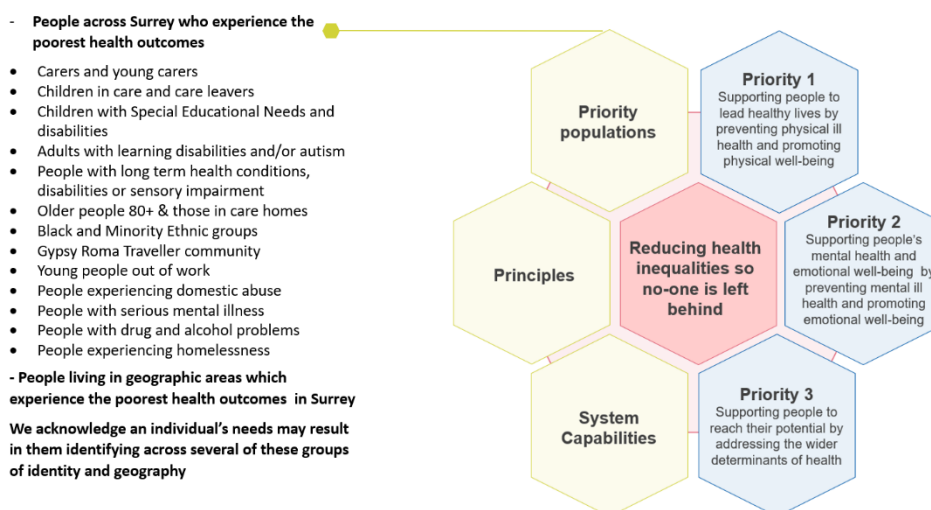 - People across Surrey who experience the
poorest health outcomes
• Carers and young carers
• Children in care and care leavers
• Children with Special Educational Needs and
disabilities
• Adults with learning disabilities and/or autism
• People with long term health conditions,
disabilities or sensory impairment
• Older people 80+ & those in care homes
• Black and Minority Ethnic groups
• Gypsy Roma Traveller community
• Young people out of work
• People experiencing domestic abuse
• People with serious mental illness
• People with drug and alcohol problems
• People experiencing homelessness
- People living in geographic areas which
experience the poorest health outcomes in Surrey
We acknowledge an individual's needs may result
in them identifying across several of these groups
of identity and geography
Priority
populations
Priority 1
Supporting people to
lead healthy lives by
preventing physical ill
health and promoting
physical well-being
Principles
Reducing health
inequalities so
no-one is left
behind
Priority 2
Supporting people's
mental health and
emotional well-being by
preventing mental ill
health and promoting
emotional well-being
System
Capabilities
Priority 3
Supporting people to
reach their potential by
addressing the wider
determinants of health